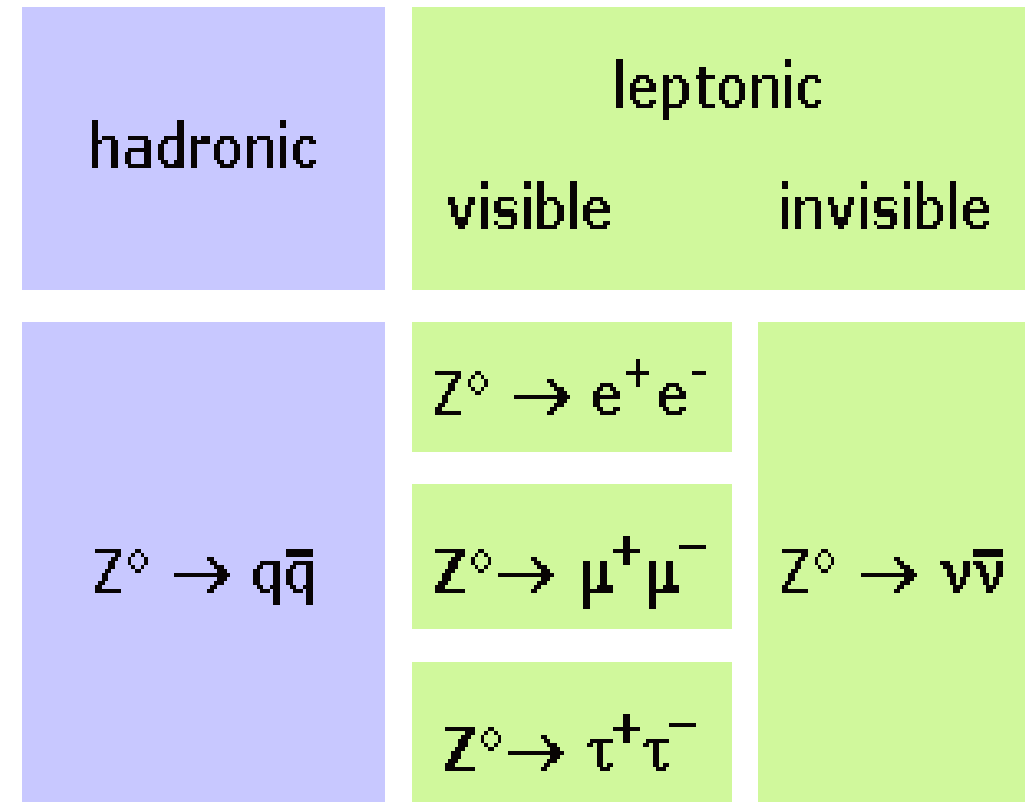 hadronic
leptonic
visible invisible
Z° → e⁺e⁻
Z° → qq̄
Z° → μ⁺μ⁻
Z° → νν̄
Z° → τ⁺τ⁻